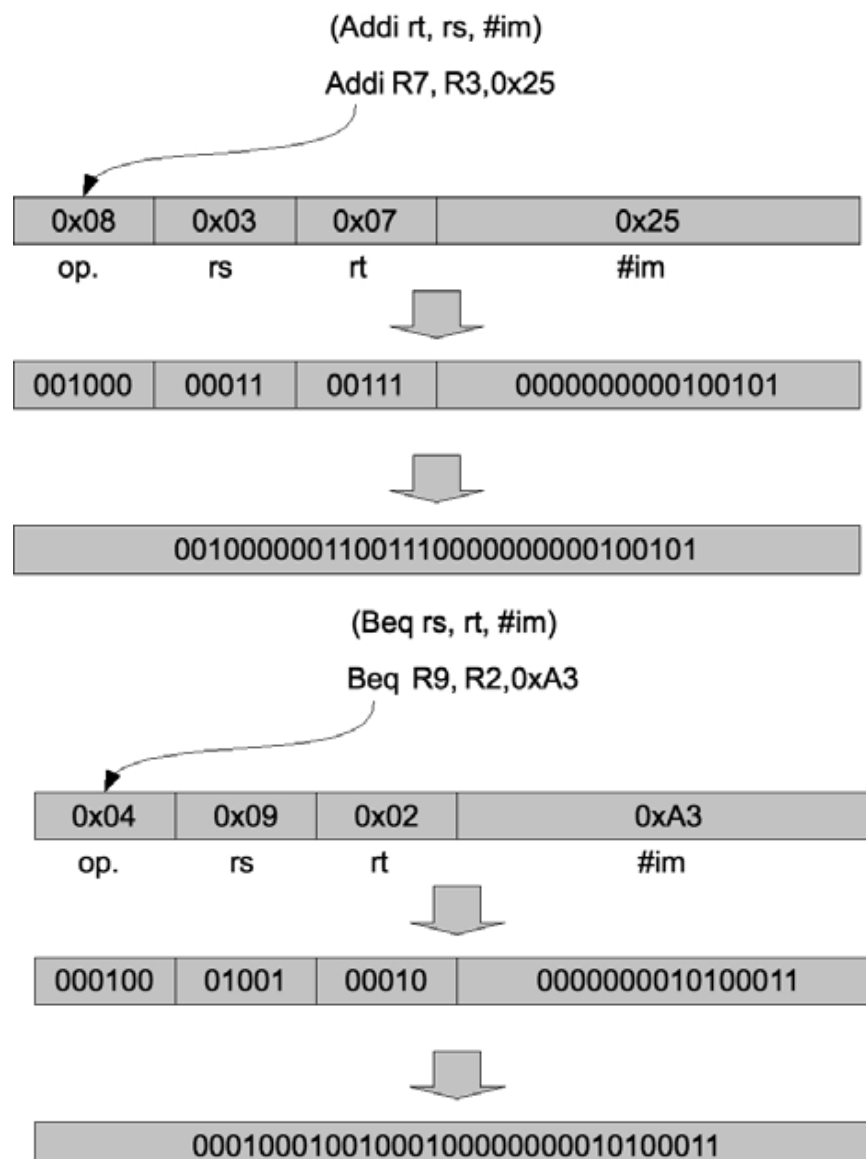 (Addi rt, rs, #im)
Addi R7, R3,0x25
0x08 0x03 0x07 0x25
op. rs rt #im
001000 00011 00111 0000000000100101
00100000011001110000000000100101
(Beq rs, rt, #im)
Beq R9, R2,0xA3
0x04 0x09 0x02 0xA3
op. rs rt #im
000100 01001 00010 0000000010100011
00010001001000100000000010100011